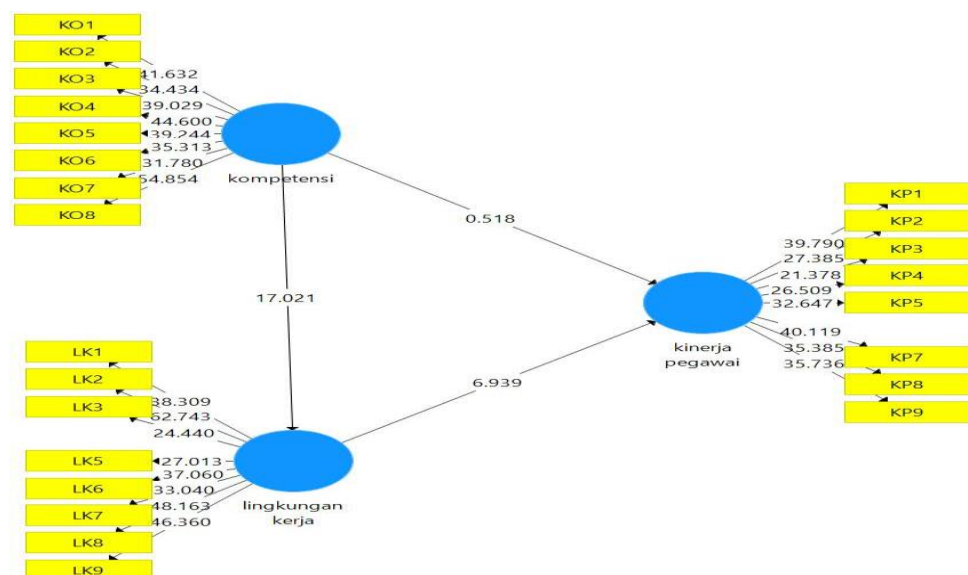 KO1
KO2
KO3
KO4
KO5
KO6
KO7
KO8
41.632
34.434
39.029
44.600
39.244
35.313
31.780
54.854
kompetensi
0.518
17.021
6.939
KP1
KP2
KP3
KP4
KP5
KP7
KP8
KP9
39.790
27.385
21.378
26.509
32.647
40.119
35.385
35.736
kinerja
pegawai
LK1
LK2
LK3
LK5
LK6
LK7
LK8
LK9
38.309
62.743
24.440
27.013
37.060
33.040
48.163
46.360
lingkungan
kerja